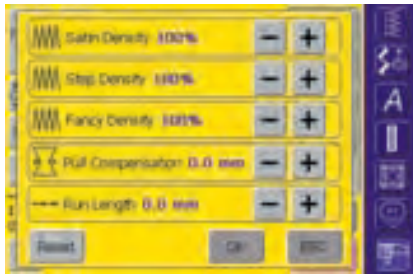 Satin Density 100%
Step Density 100%
Fancy Density 100%
Pull Compensation 0.0 mm
Run Length 0.0 mm
Reset OK ESC
A